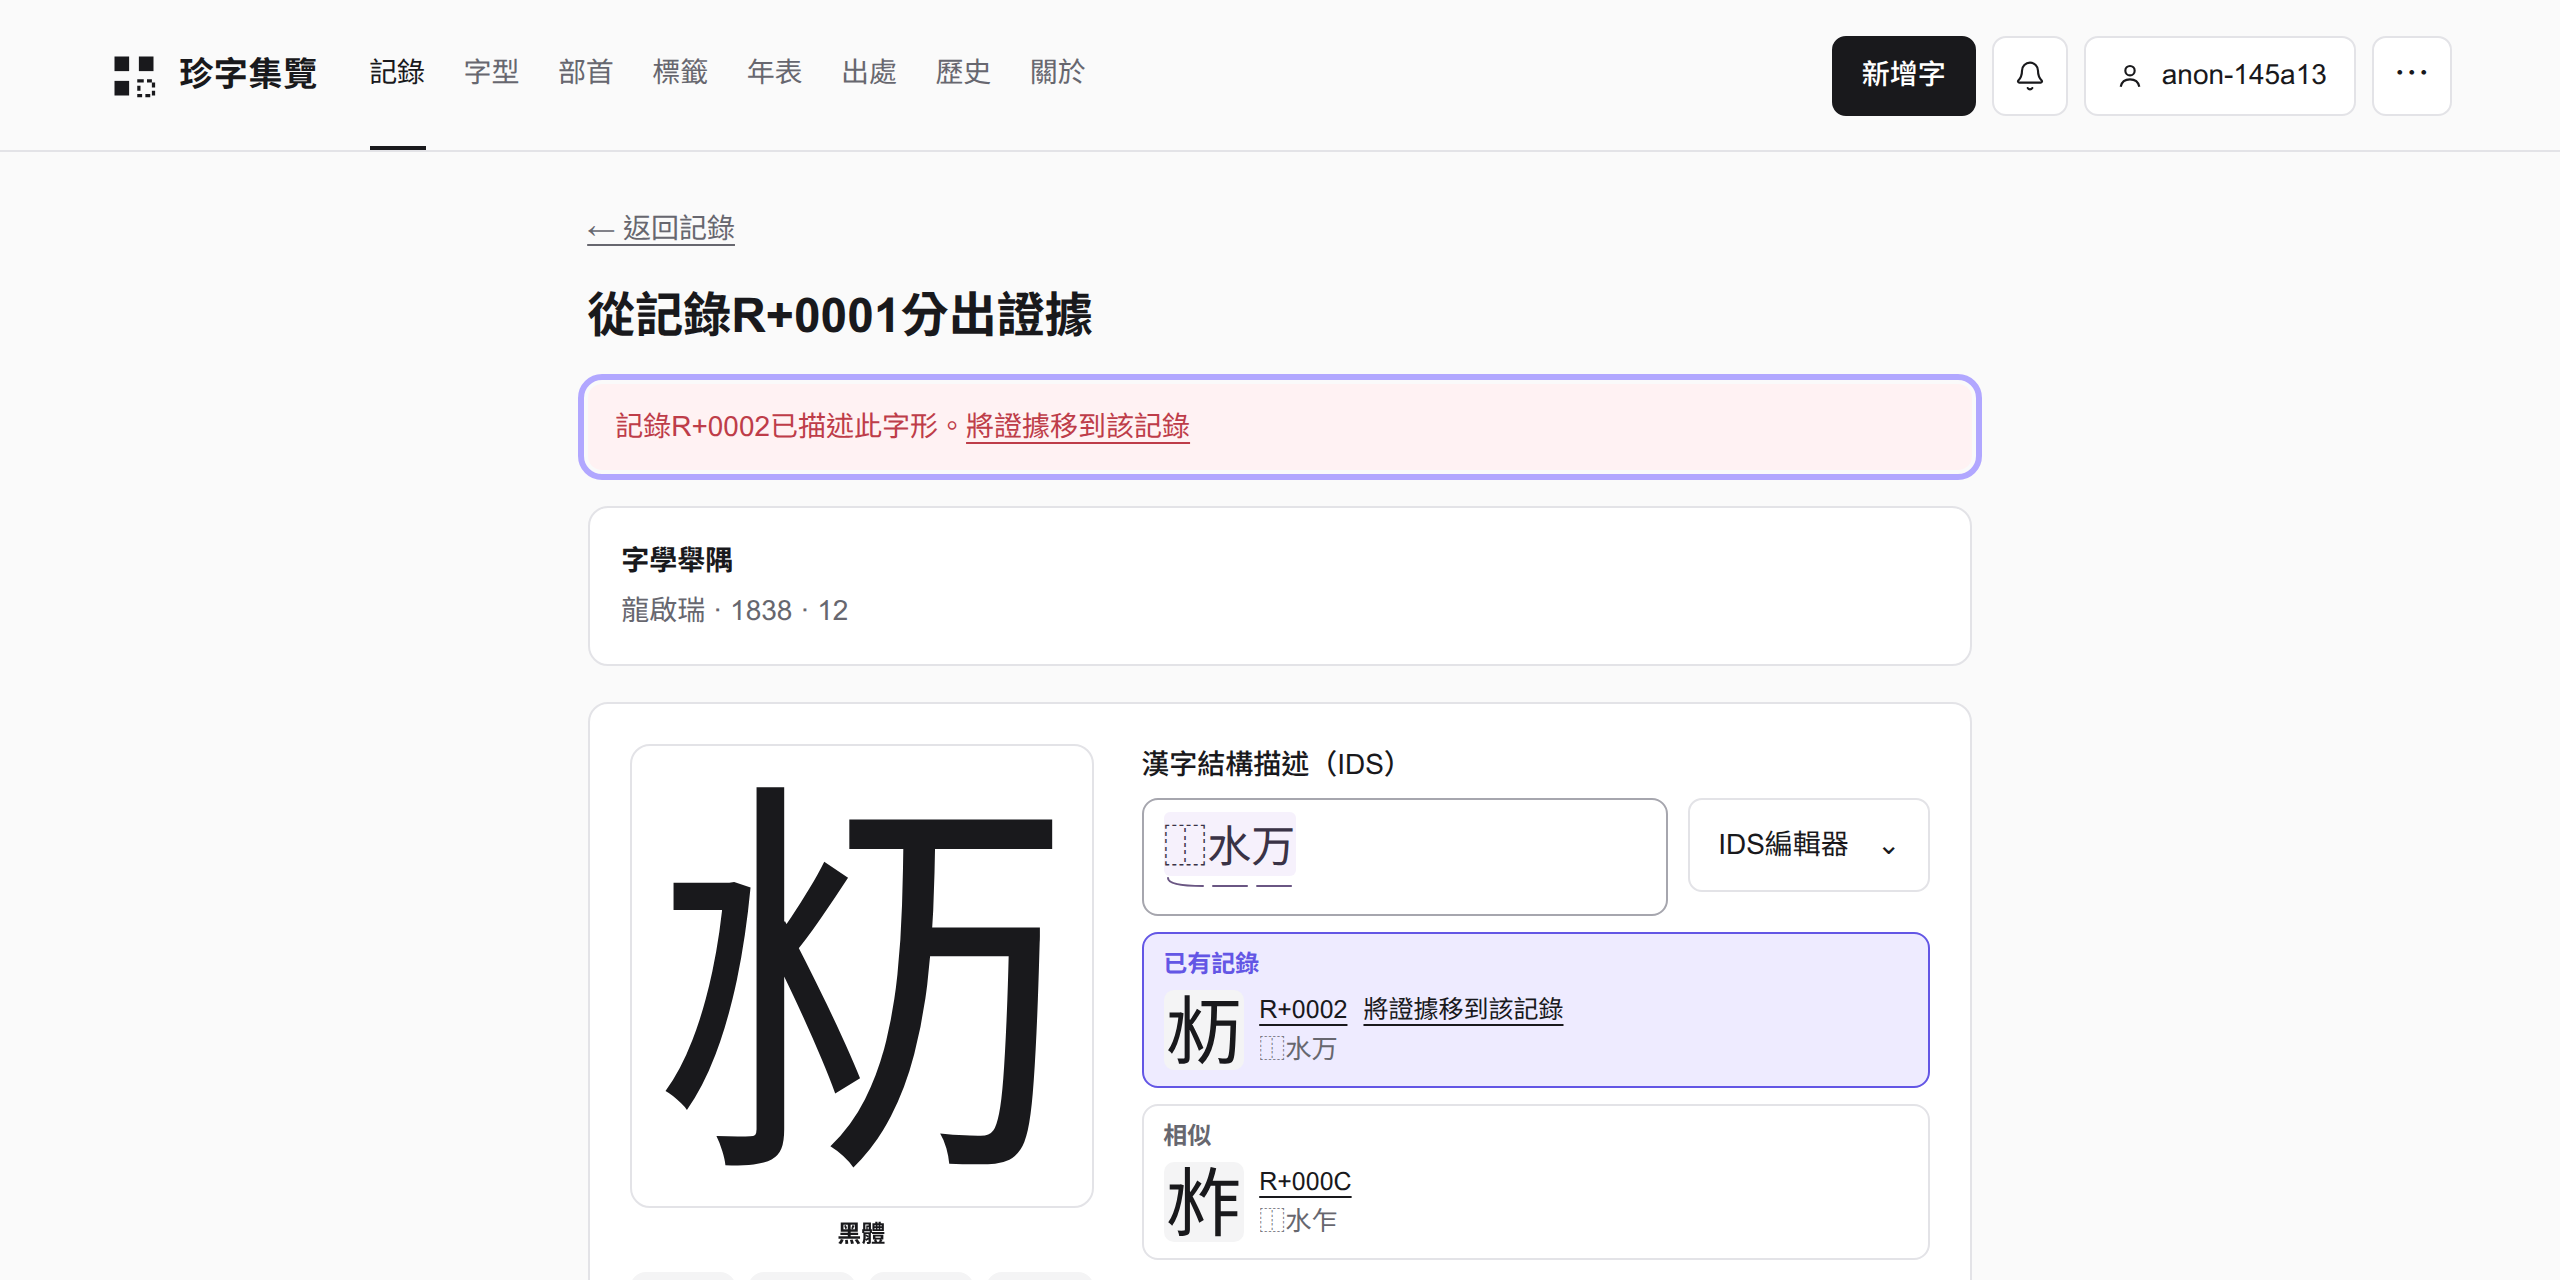 珍字集覽 記錄 字型 部首 標籤 年表 出處 歷史 關於 新增字 anon-145a13 ···
← 返回記錄
從記錄R+0001分出證據
記錄R+0002已描述此字形。將證據移到該記錄
字學舉隅
龍啟瑞 · 1838 · 12
漢字結構描述（IDS）
⿰水万
IDS編輯器
已有記錄
R+0002 將證據移到該記錄
⿰水万
相似
R+000C
⿰水乍
黑體